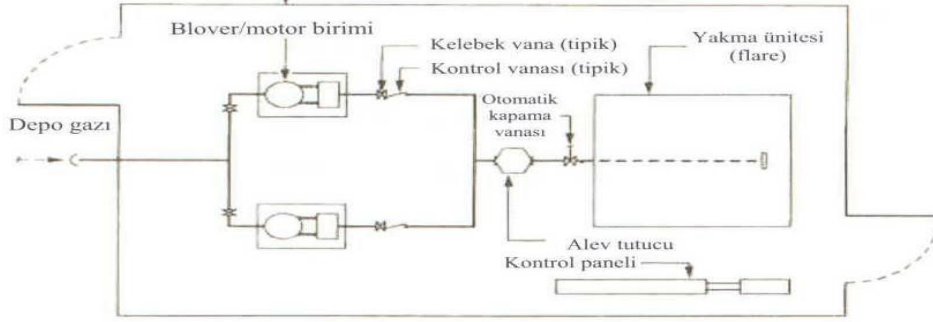 Blover/motor birimi
Kelebek vana (tipik)
Kontrol vanası (tipik)
Yakma ünitesi
(flare)
Otomatik
kapama
vanası
Depo gazı
Alev tutucu
Kontrol paneli